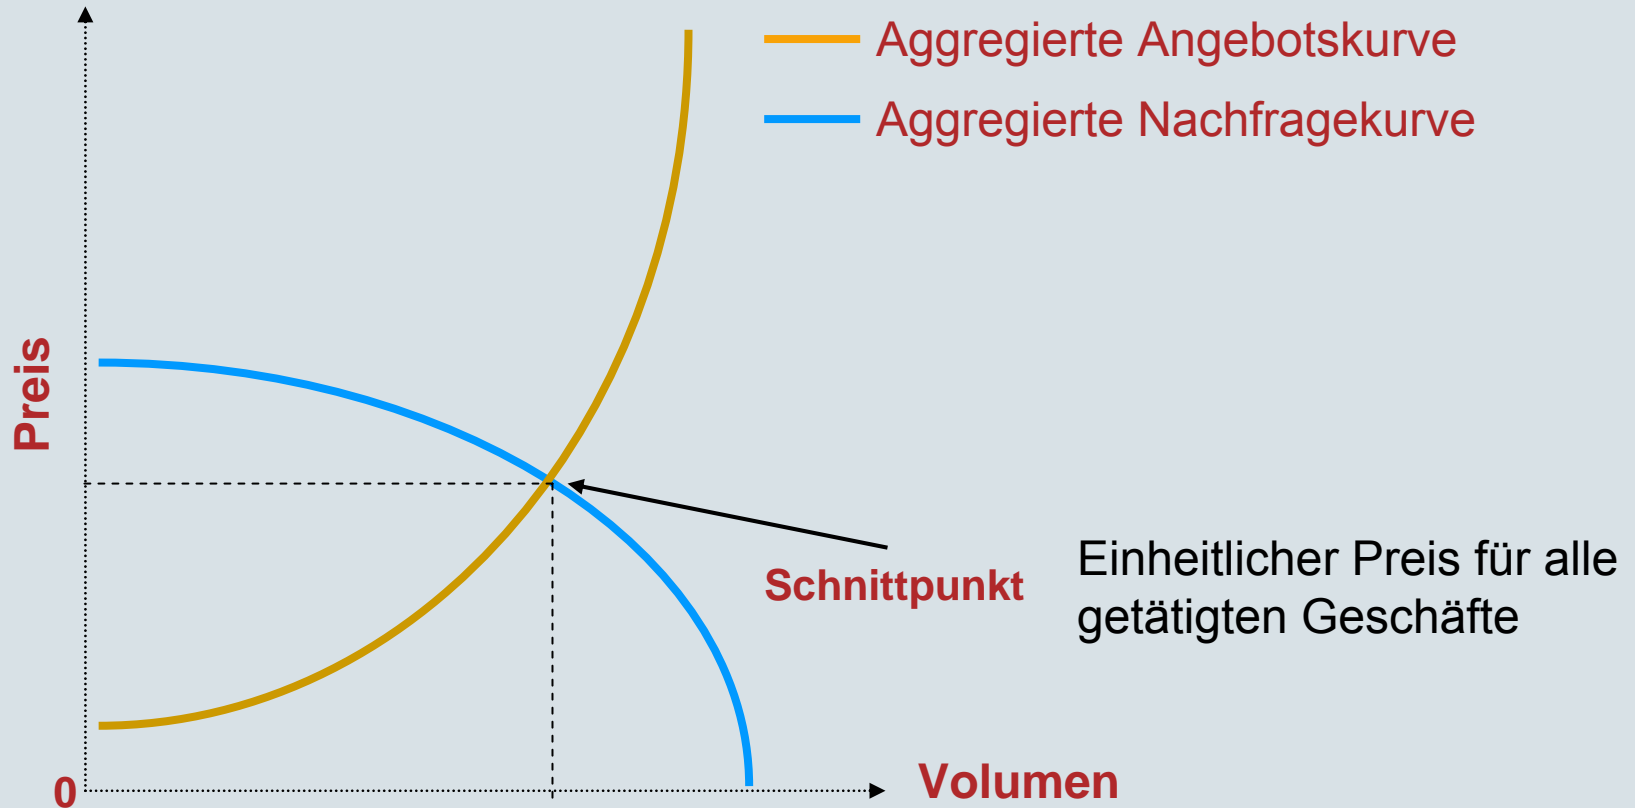 Aggregierte Angebotskurve
Aggregierte Nachfragekurve
Preis
Schnittpunkt
Einheitlicher Preis für alle
getätigten Geschäfte
0
Volumen